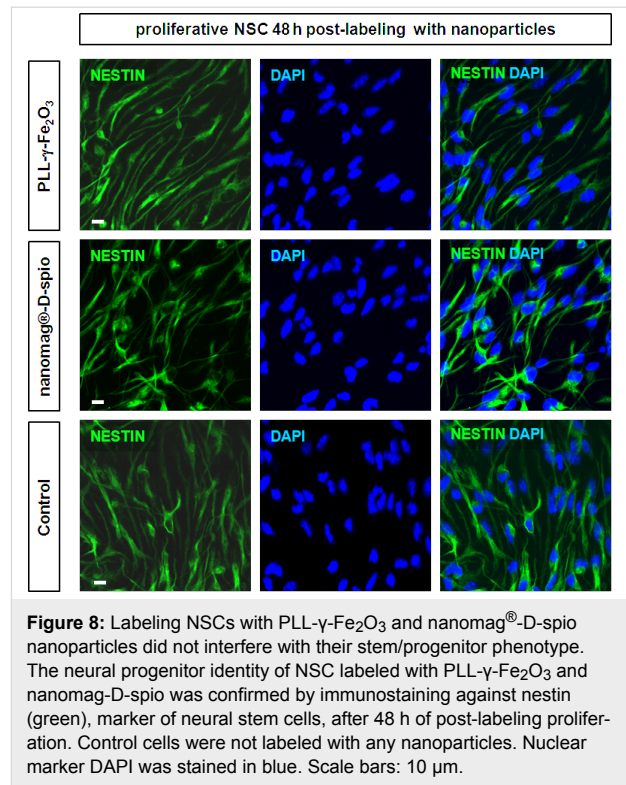 proliferative NSC 48 h post-labeling with nanoparticles
PLL-γ-Fe₂O₃
NESTIN
DAPI
NESTIN DAPI
nanomag®-D-spio
NESTIN
DAPI
NESTIN DAPI
Control
NESTIN
DAPI
NESTIN DAPI
Figure 8: Labeling NSCs with PLL-γ-Fe₂O₃ and nanomag®-D-spio
nanoparticles did not interfere with their stem/progenitor phenotype.
The neural progenitor identity of NSC labeled with PLL-γ-Fe₂O₃ and
nanomag-D-spio was confirmed by immunostaining against nestin
(green), marker of neural stem cells, after 48 h of post-labeling prolifer-
ation. Control cells were not labeled with any nanoparticles. Nuclear
marker DAPI was stained in blue. Scale bars: 10 µm.